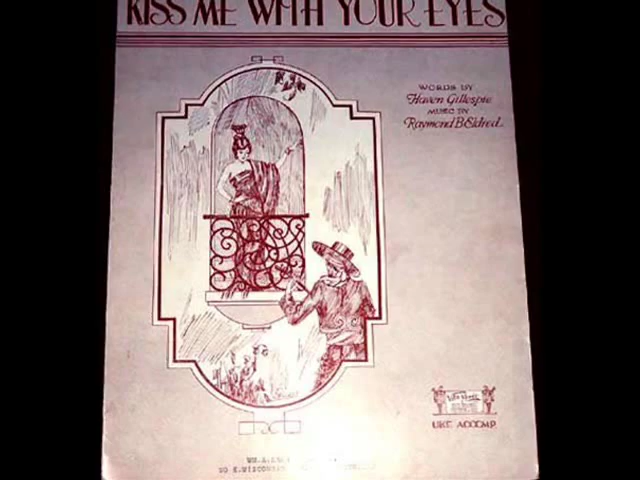 KISS ME WITH YOUR EYES
WORDS BY
Haven Gillespie
MUSIC BY
Raymond B. Eldred
UKE ACCOMP.